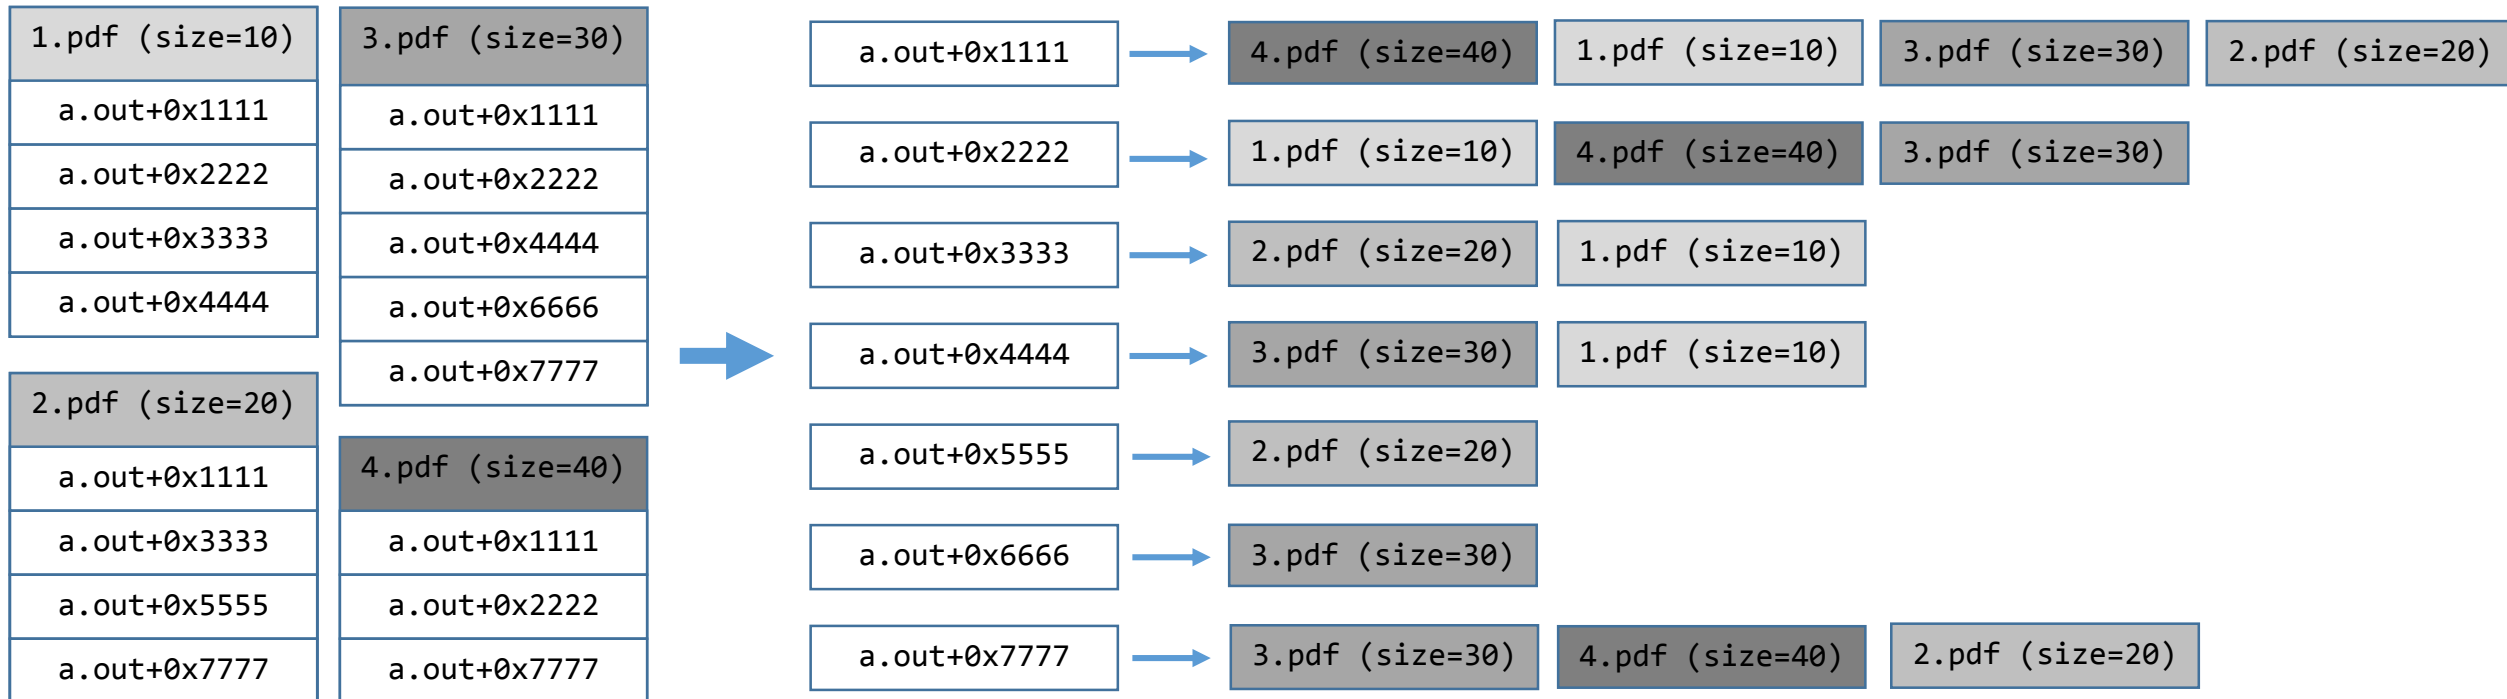 1.pdf (size=10)
a.out+0x1111
a.out+0x2222
a.out+0x3333
a.out+0x4444
2.pdf (size=20)
a.out+0x1111
a.out+0x3333
a.out+0x5555
a.out+0x7777
3.pdf (size=30)
a.out+0x1111
a.out+0x2222
a.out+0x4444
a.out+0x6666
a.out+0x7777
4.pdf (size=40)
a.out+0x1111
a.out+0x2222
a.out+0x7777
a.out+0x1111 4.pdf (size=40) 1.pdf (size=10) 3.pdf (size=30) 2.pdf (size=20)
a.out+0x2222 1.pdf (size=10) 4.pdf (size=40) 3.pdf (size=30)
a.out+0x3333 2.pdf (size=20) 1.pdf (size=10)
a.out+0x4444 3.pdf (size=30) 1.pdf (size=10)
a.out+0x5555 2.pdf (size=20)
a.out+0x6666 3.pdf (size=30)
a.out+0x7777 3.pdf (size=30) 4.pdf (size=40) 2.pdf (size=20)